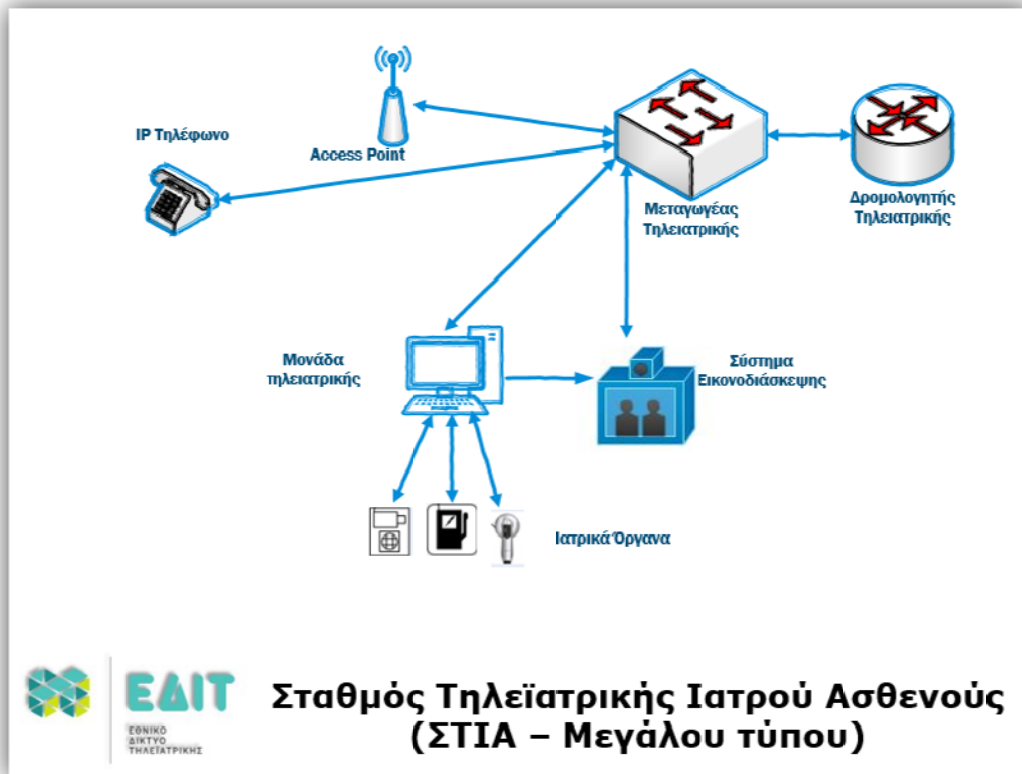 IP Τηλέφωνο
Access Point
Μεταγωγέας
Τηλειατρικής
Δρομολογητής
Τηλειατρικής
Μονάδα
τηλειατρικής
Σύστημα
Εικονοδιάσκεψης
Ιατρικά Όργανα
ΕΔΙΤ
ΕΘΝΙΚΟ
ΔΙΚΤΥΟ
ΤΗΛΕΪΑΤΡΙΚΗΣ
Σταθμός Τηλεϊατρικής Ιατρού Ασθενούς
(ΣΤΙΑ – Μεγάλου τύπου)